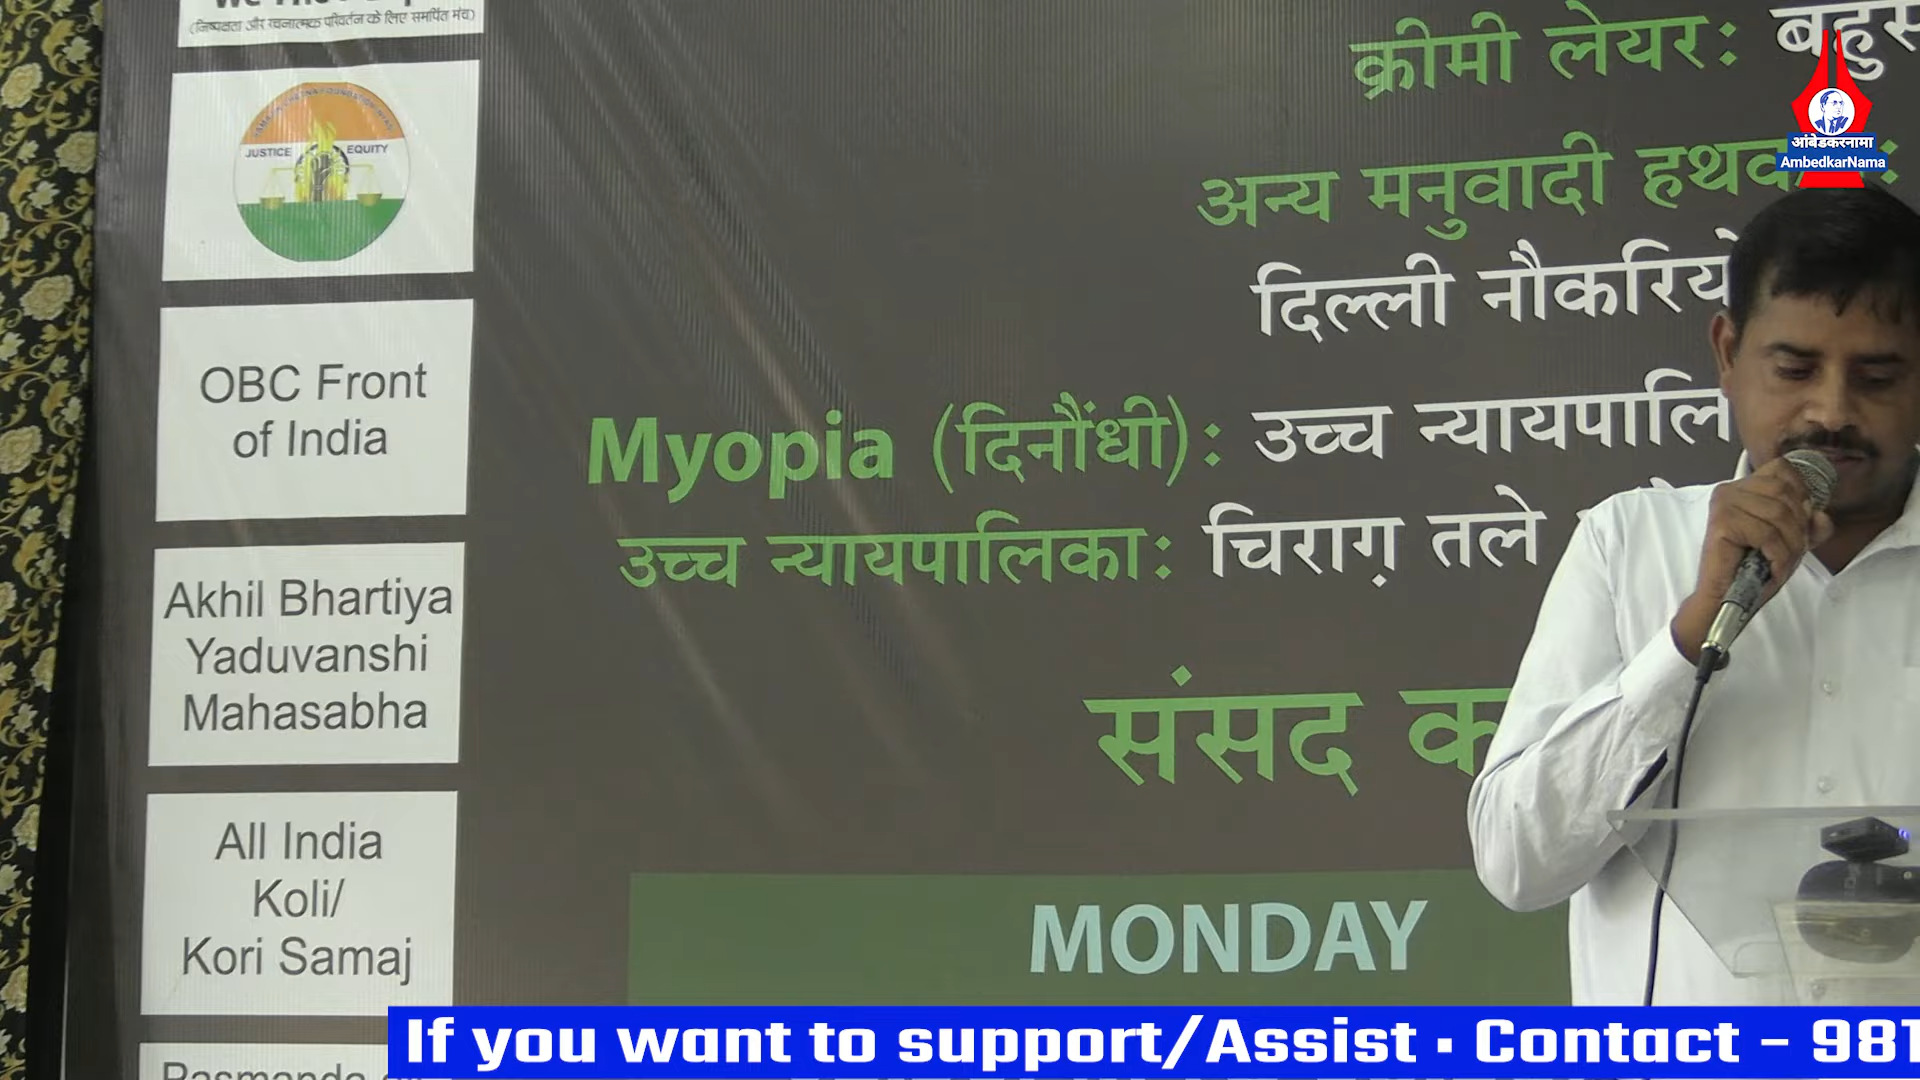 (निष्पक्षता और रचनात्मक परिवर्तन के लिए समर्पित मंच)
JUSTICE EQUITY
OBC Front
of India
Akhil Bhartiya
Yaduvanshi
Mahasabha
All India
Koli/
Kori Samaj
क्रीमी लेयर:
अन्य मनुवादी
दिल्ली
Myopia (दिनौंधी): उच्च
उच्च न्यायपालिका: चिराग़ तले
संसद
MONDAY
आंबेडकरनामा
AmbedkarNama
If you want to support/Assist • Contact - 981